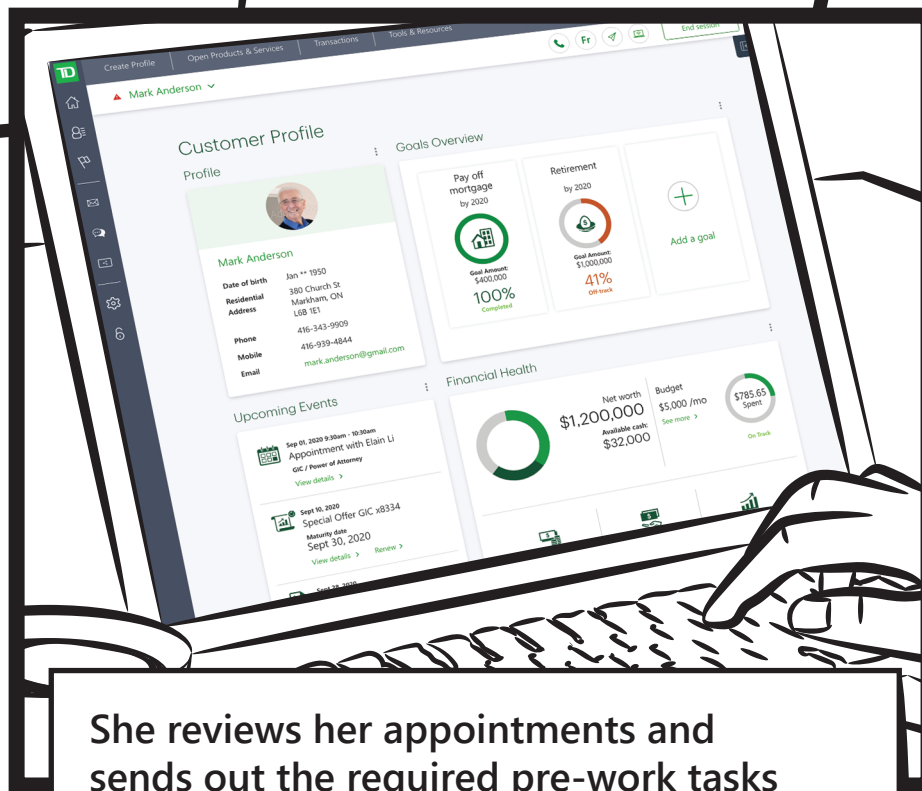 TD
Create Profile
Open Products & Services
Transactions
Tools & Resources
Mark Anderson
Fr
End session
Customer Profile
Profile
Mark Anderson
Date of birth Jan ** 1950
Residential Address 380 Church St
Markham, ON
L6B 1E1
Phone 416-343-9909
Mobile 416-939-4844
Email mark.anderson@gmail.com
Goals Overview
Pay off
mortgage
by 2020
Goal Amount:
$400,000
100%
Completed
Retirement
by 2020
$
Goal Amount:
$1,000,000
41%
Off-track
Add a goal
Upcoming Events
Sep 01, 2020 9:30am - 10:30am
Appointment with Elain Li
GIC / Power of Attorney
View details >
Sept 10, 2020
Special Offer GIC x8334
Maturity date
Sept 30, 2020
View details > Renew >
Financial Health
Net worth
$1,200,000
Available cash:
$32,000
Budget
$5,000 /mo
See more >
$785.65
Spent
On Track
She reviews her appointments and
sends out the required pre-work tasks